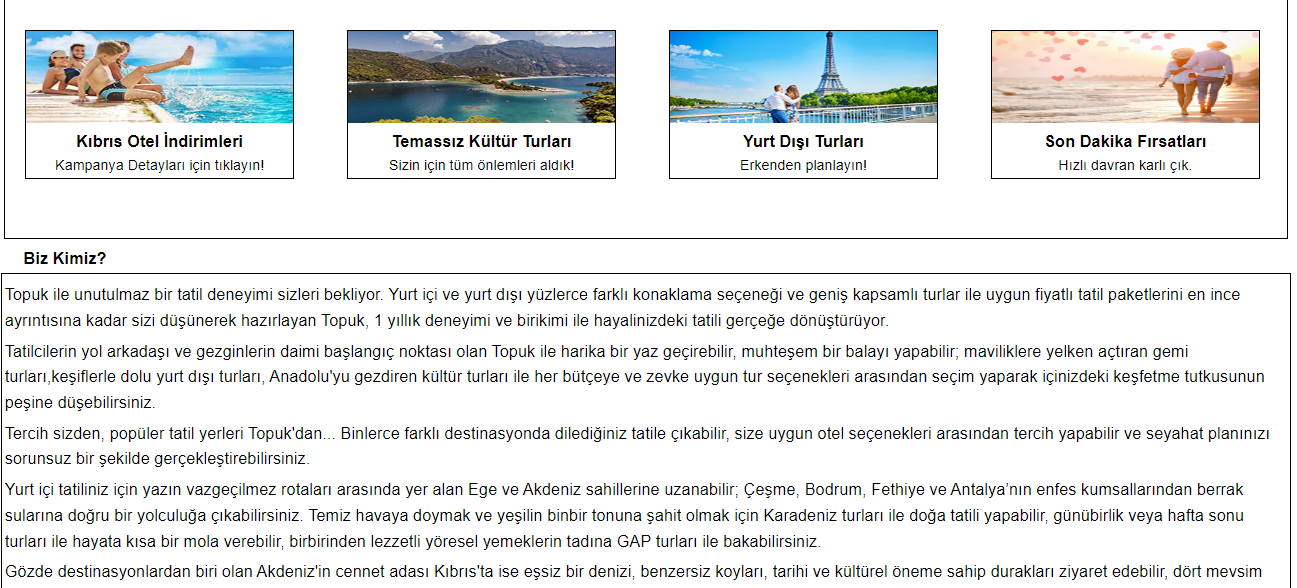 Kıbrıs Otel İndirimleri
Kampanya Detayları için tıklayın!
Temassız Kültür Turları
Sizin için tüm önlemleri aldık!
Yurt Dışı Turları
Erkenden planlayın!
Son Dakika Fırsatları
Hızlı davran karlı çık.
Biz Kimiz?
Topuk ile unutulmaz bir tatil deneyimi sizleri bekliyor. Yurt içi ve yurt dışı yüzlerce farklı konaklama seçeneği ve geniş kapsamlı turlar ile uygun fiyatlı tatil paketlerini en ince
ayrıntısına kadar sizi düşünerek hazırlayan Topuk, 1 yıllık deneyimi ve birikimi ile hayalinizdeki tatili gerçeğe dönüştürüyor.
Tatilcilerin yol arkadaşı ve gezginlerin daimi başlangıç noktası olan Topuk ile harika bir yaz geçirebilir, muhteşem bir balayı yapabilir; maviliklere yelken açtıran gemi
turları,keşiflerle dolu yurt dışı turları, Anadolu'yu gezdiren kültür turları ile her bütçeye ve zevke uygun tur seçenekleri arasından seçim yaparak içinizdeki keşfetme tutkusunun
peşine düşebilirsiniz.
Tercih sizden, popüler tatil yerleri Topuk'dan... Binlerce farklı destinasyonda dilediğiniz tatile çıkabilir, size uygun otel seçenekleri arasından tercih yapabilir ve seyahat planınızı
sorunsuz bir şekilde gerçekleştirebilirsiniz.
Yurt içi tatiliniz için yazın vazgeçilmez rotaları arasında yer alan Ege ve Akdeniz sahillerine uzanabilir; Çeşme, Bodrum, Fethiye ve Antalya’nın enfes kumsallarından berrak
sularına doğru bir yolculuğa çıkabilirsiniz. Temiz havaya doymak ve yeşilin binbir tonuna şahit olmak için Karadeniz turları ile doğa tatili yapabilir, günübirlik veya hafta sonu
turları ile hayata kısa bir mola verebilir, birbirinden lezzetli yöresel yemeklerin tadına GAP turları ile bakabilirsiniz.
Gözde destinasyonlardan biri olan Akdeniz'in cennet adası Kıbrıs'ta ise eşsiz bir denizi, benzersiz koyları, tarihi ve kültürel öneme sahip durakları ziyaret edebilir, dört mevsim